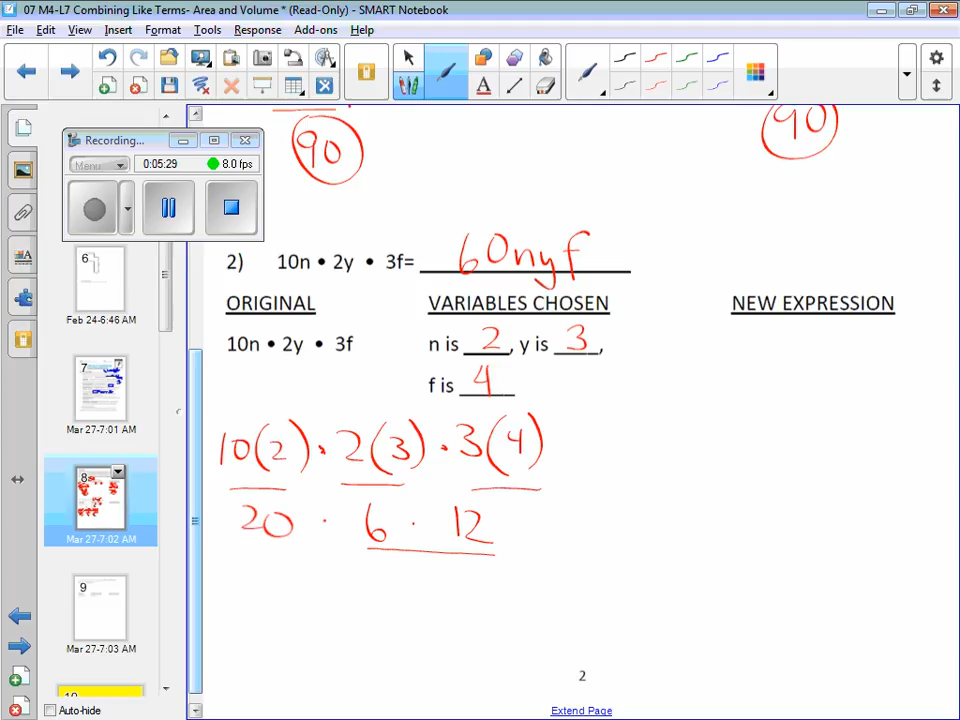 07 M4-L7 Combining Like Terms- Area and Volume * (Read-Only) - SMART Notebook
File Edit View Insert Format Tools Response Add-ons Help
Recording...
Menu
0:05:29
8.0 fps
90
90
6
Feb 24-6:46 AM
7
Mar 27-7:01 AM
8
Mar 27-7:02 AM
9
Mar 27-7:03 AM
10
Auto-hide
2) 10n • 2y • 3f= 60nyf
ORIGINAL VARIABLES CHOSEN NEW EXPRESSION
10n • 2y • 3f n is 2, y is 3,
f is 4
10(2) · 2(3) · 3(4)
20 · 6 · 12
2
Extend Page